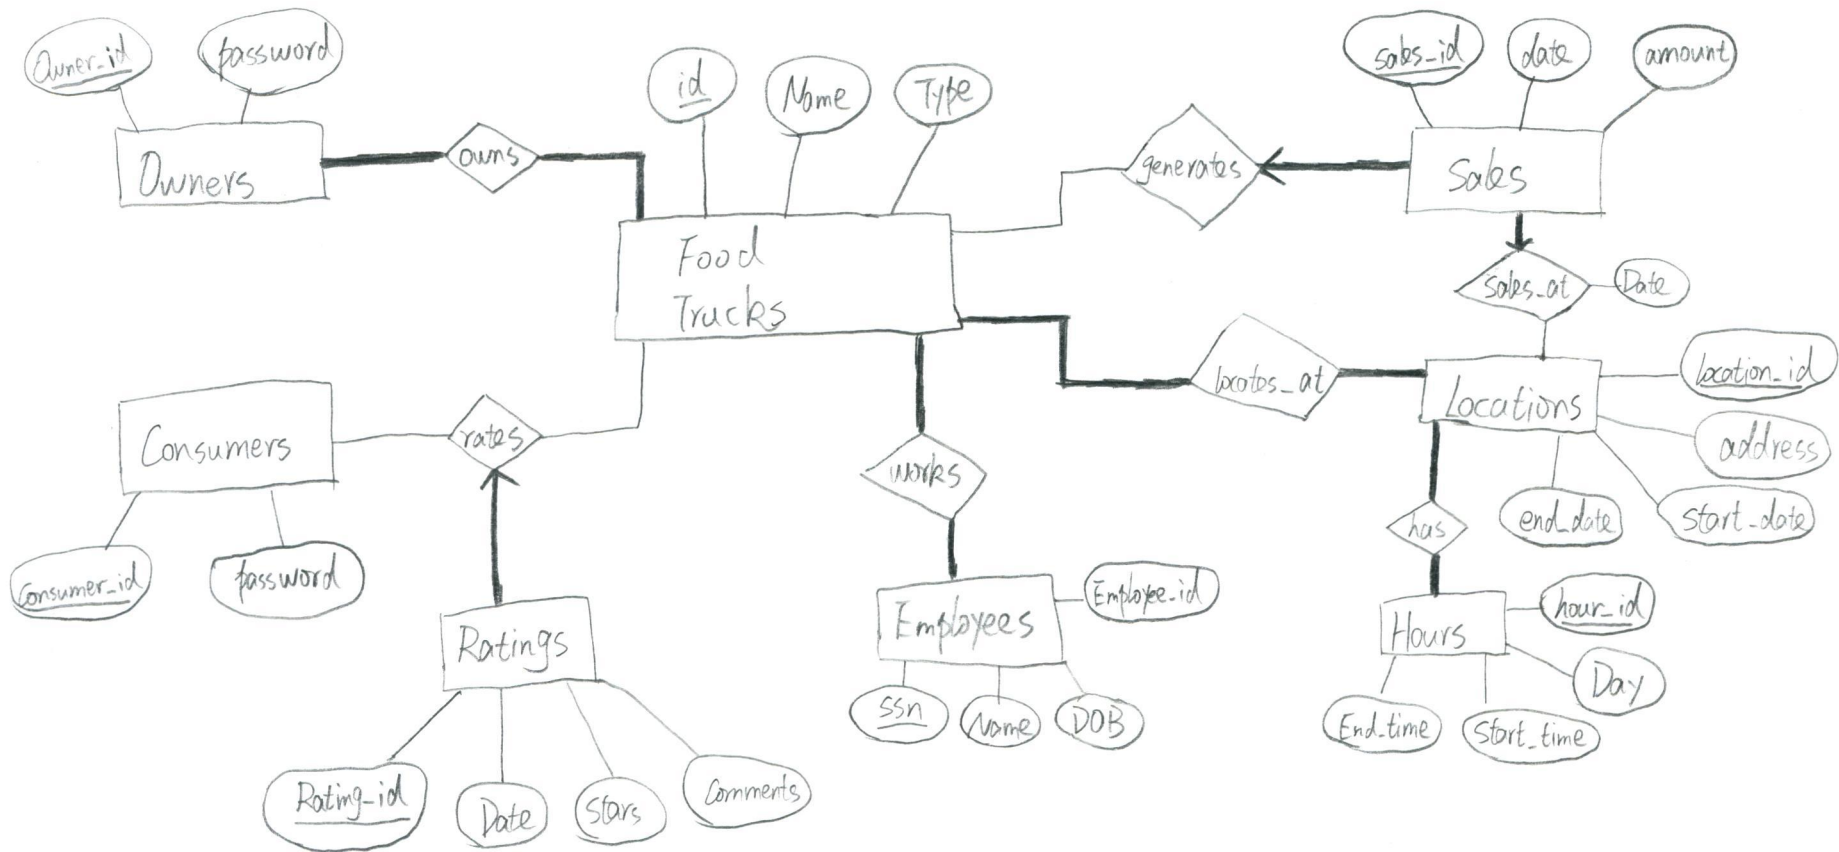 Owner_id
password
id
Name
Type
sales_id
date
amount
Owners
owns
generates
Sales
Food
Trucks
Sales_at
Date
locates_at
Locations
location_id
address
end_date
start_date
Consumers
rates
works
has
Consumer_id
password
Ratings
Employees
Employee_id
Hours
hour_id
Day
ssn
Name
DOB
End_time
Start_time
Rating_id
Date
Stars
Comments